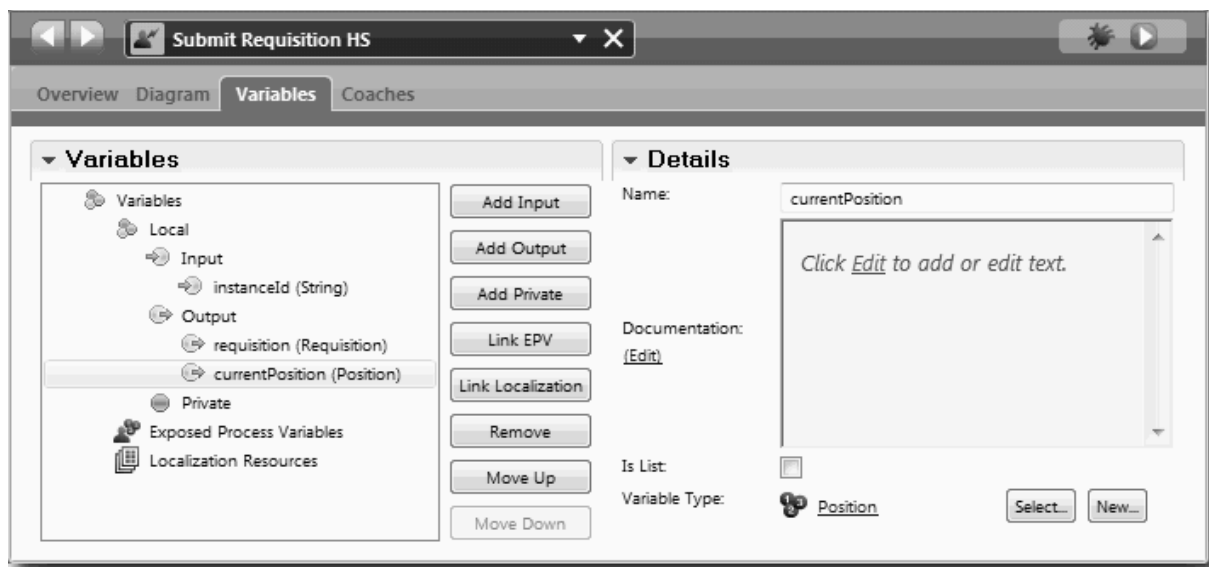 Submit Requisition HS
Overview Diagram Variables Coaches
Variables
Variables
Local
Input
instanceId (String)
Output
requisition (Requisition)
currentPosition (Position)
Private
Exposed Process Variables
Localization Resources
Add Input
Add Output
Add Private
Link EPV
Link Localization
Remove
Move Up
Move Down
Details
Name: currentPosition
Click Edit to add or edit text.
Documentation:
(Edit)
Is List:
Variable Type: Position Select... New...